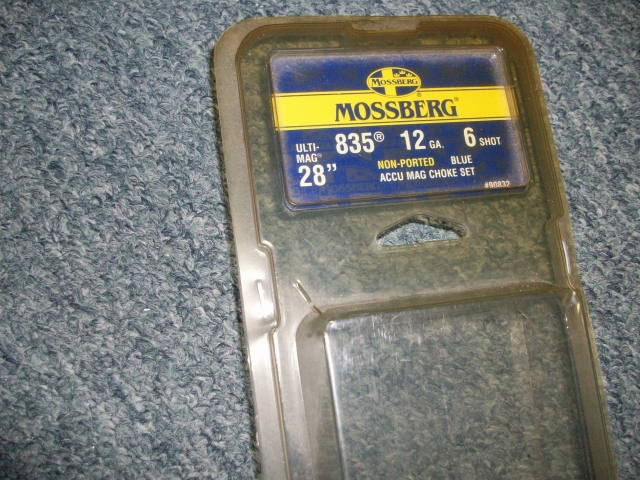 MOSSBERG®
MOSSBERG®
ULTI-MAG® 835® 12 GA. 6 SHOT
28” NON-PORTED BLUE
ACCU MAG CHOKE SET
#90832